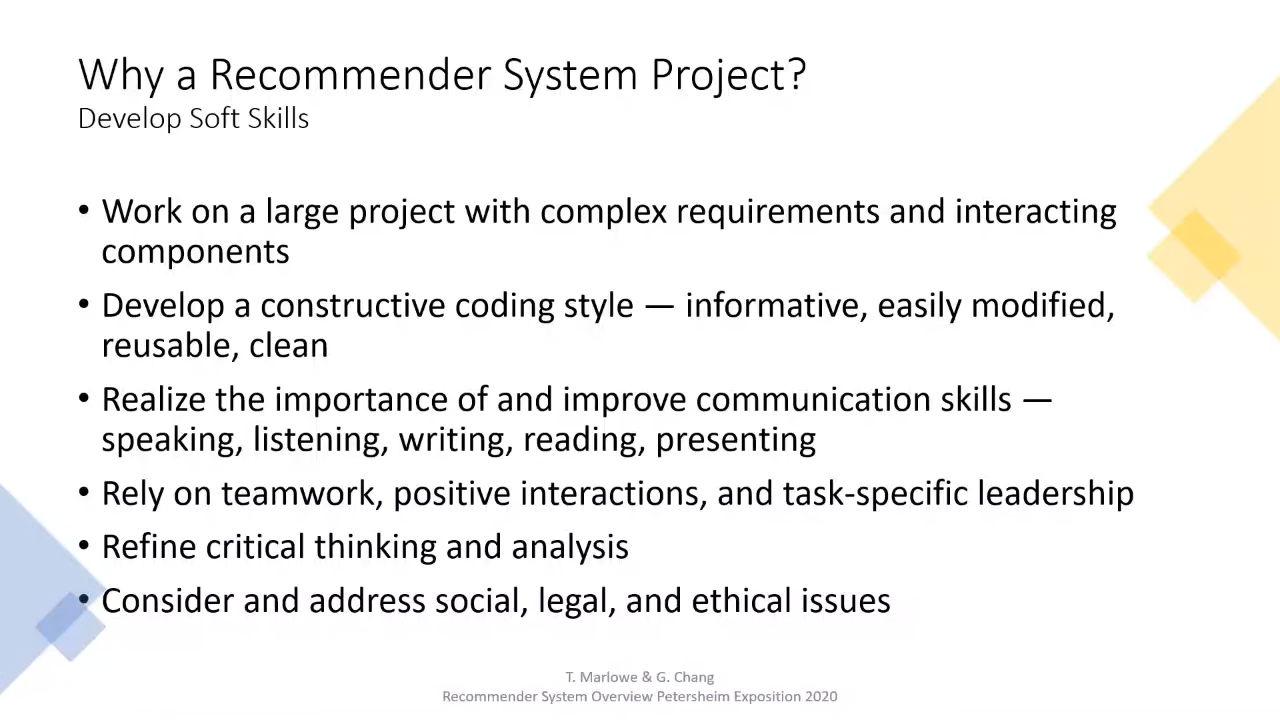 Why a Recommender System Project?
Develop Soft Skills
• Work on a large project with complex requirements and interacting
components
• Develop a constructive coding style — informative, easily modified,
reusable, clean
• Realize the importance of and improve communication skills —
speaking, listening, writing, reading, presenting
• Rely on teamwork, positive interactions, and task-specific leadership
• Refine critical thinking and analysis
• Consider and address social, legal, and ethical issues
T. Marlowe & G. Chang
Recommender System Overview Petersheim Exposition 2020